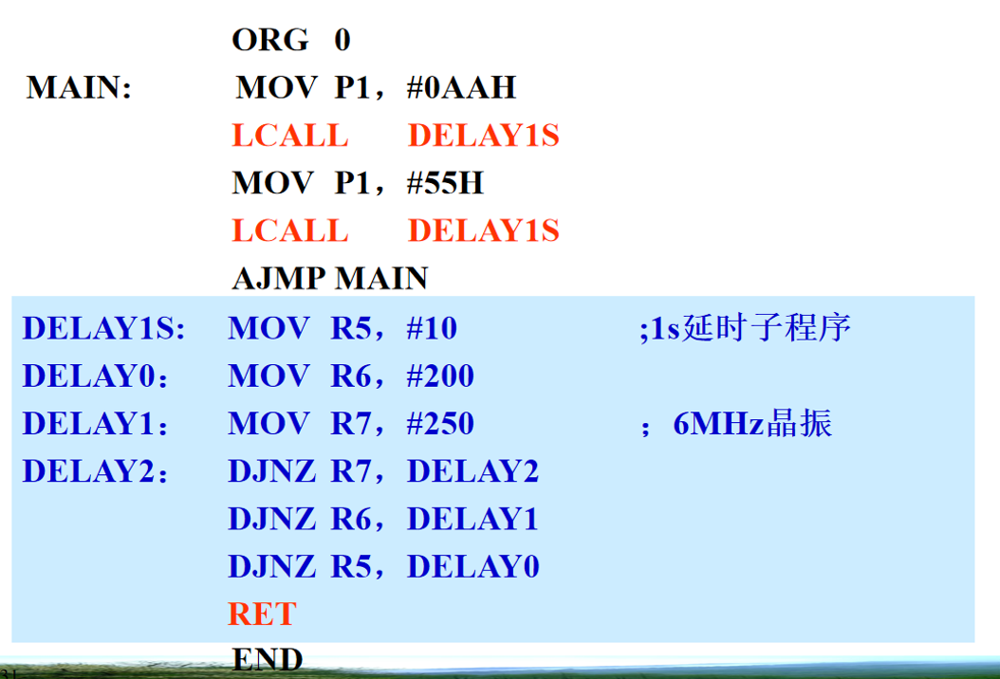 ORG 0
MAIN: MOV P1，#0AAH
LCALL DELAY1S
MOV P1，#55H
LCALL DELAY1S
AJMP MAIN
DELAY1S: MOV R5，#10 ;1s延时子程序
DELAY0： MOV R6，#200
DELAY1： MOV R7，#250 ；6MHz晶振
DELAY2： DJNZ R7，DELAY2
DJNZ R6，DELAY1
DJNZ R5，DELAY0
RET
END
31